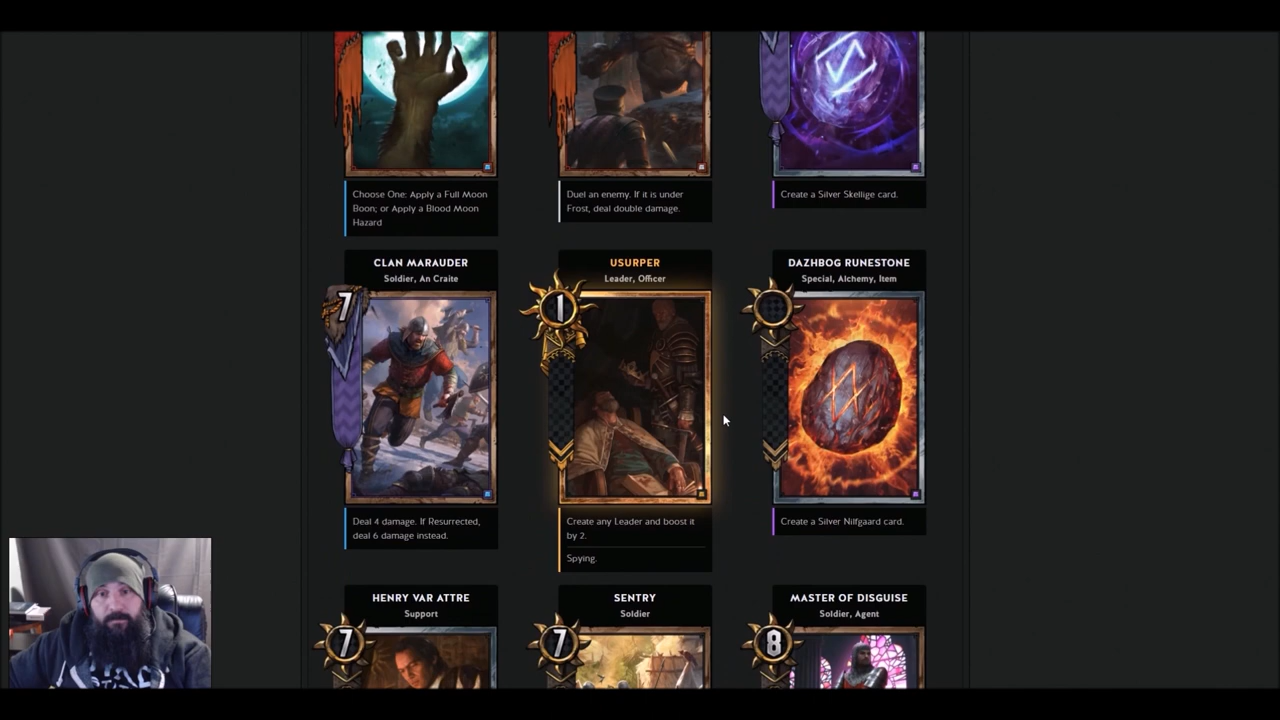 Choose One: Apply a Full Moon
Boon; or Apply a Blood Moon
Hazard
Duel an enemy. If it is under
Frost, deal double damage.
Create a Silver Skellige card.
CLAN MARAUDER
Soldier, An Craite
7
Deal 4 damage. If Resurrected,
deal 6 damage instead.
USURPER
Leader, Officer
1
Create any Leader and boost it
by 2.
Spying.
DAZHBOG RUNESTONE
Special, Alchemy, Item
Create a Silver Nilfgaard card.
HENRY VAR ATTRE
Support
7
SENTRY
Soldier
7
MASTER OF DISGUISE
Soldier, Agent
8